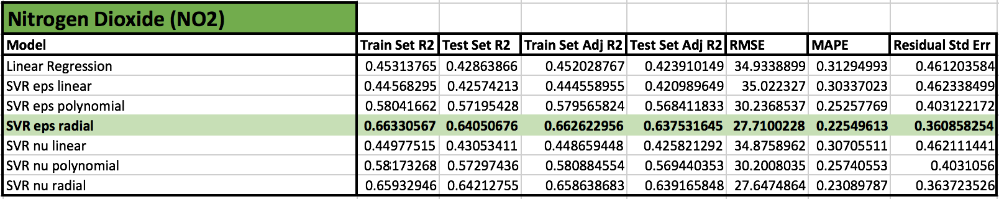 Nitrogen Dioxide (NO2)
Model Train Set R2 Test Set R2 Train Set Adj R2 Test Set Adj R2 RMSE MAPE Residual Std Err
Linear Regression 0.45313765 0.42863866 0.452028767 0.423910149 34.9338899 0.31294993 0.461203584
SVR eps linear 0.44568295 0.42574213 0.444558955 0.420989649 35.022327 0.30337023 0.462338499
SVR eps polynomial 0.58041662 0.57195428 0.579565824 0.568411833 30.2368537 0.25257769 0.403122172
SVR eps radial 0.66330567 0.64050676 0.662622956 0.637531645 27.7100228 0.22549613 0.360858254
SVR nu linear 0.44977515 0.43053411 0.448659448 0.425821292 34.8758962 0.30705511 0.462111441
SVR nu polynomial 0.58173268 0.57297436 0.580884554 0.569440353 30.2008035 0.25740553 0.4031056
SVR nu radial 0.65932946 0.64212755 0.658638683 0.639165848 27.6474864 0.23089787 0.363723526